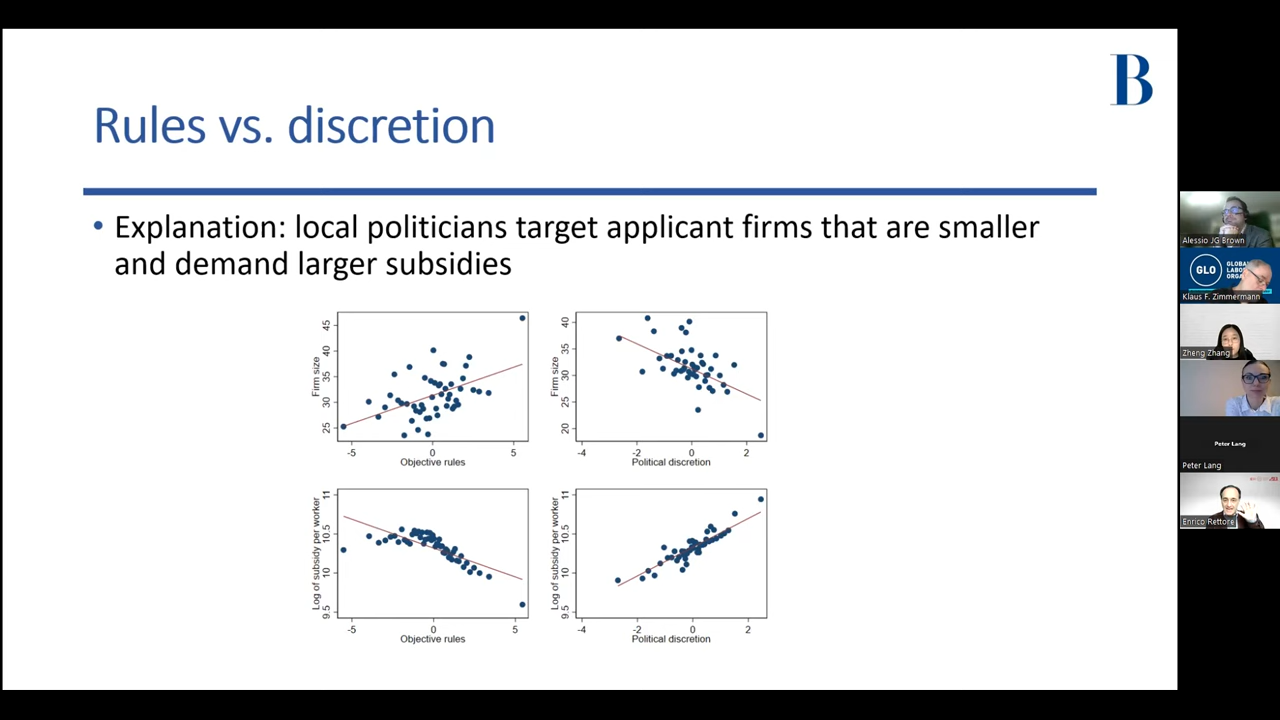 B
Rules vs. discretion
• Explanation: local politicians target applicant firms that are smaller
and demand larger subsidies
Firm size
45
40
35
30
25
-5 0 5
Objective rules
Firm size
40
35
30
25
20
-4 -2 0 2
Political discretion
Log of subsidy per worker
11
10.5
10
9.5
-5 0 5
Objective rules
Log of subsidy per worker
11
10.5
10
9.5
-4 -2 0 2
Political discretion
Alessio JG Brown
GLO
GLOBAL
LABO
ORGA
Klaus F. Zimmermann
Zheng Zhang
Peter Lang
Peter Lang
Enrico Rettore